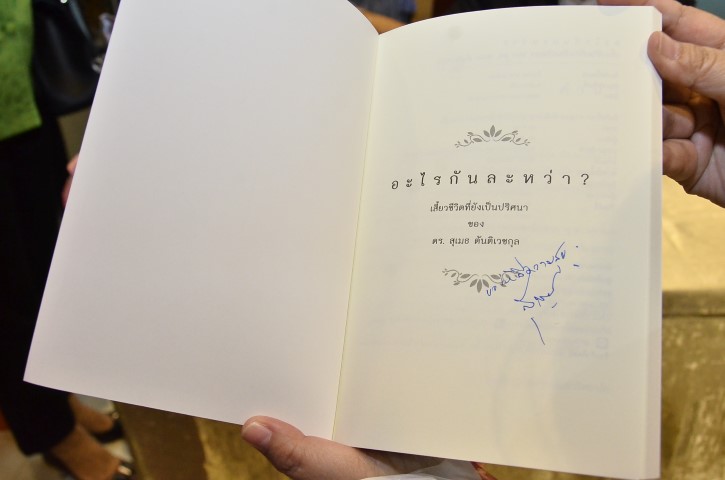 อะไรกันละหว่า?
เสี้ยวชีวิตที่ยังเป็นปริศนา
ของ
ดร. สุเมธ ตันติเวชกุล